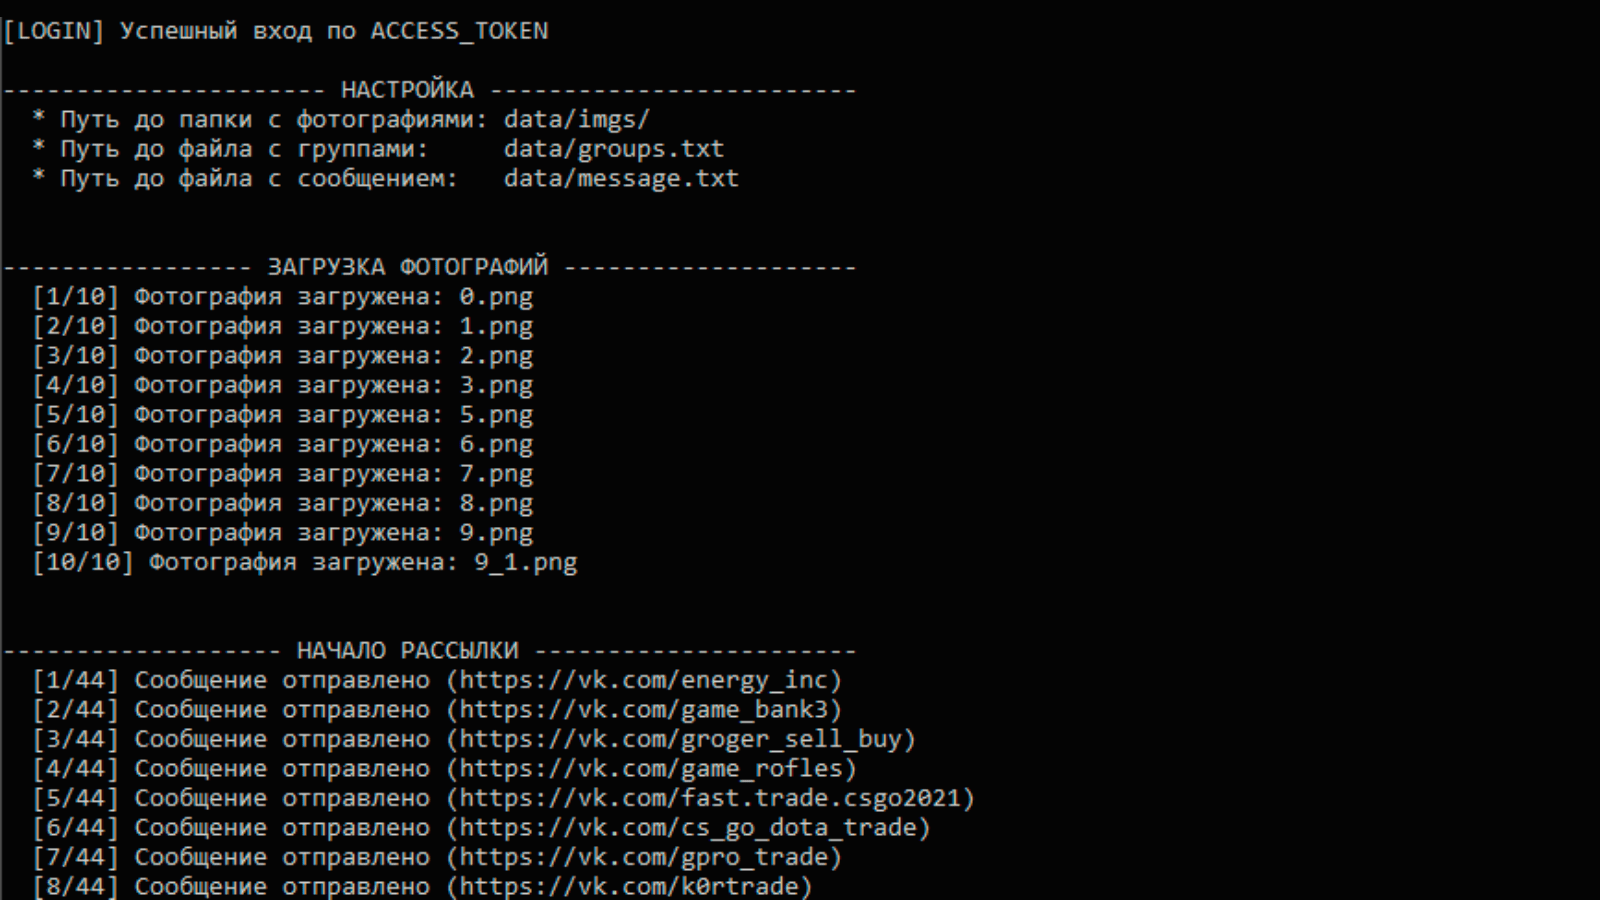 [LOGIN] Успешный вход по ACCESS_TOKEN
---------------------- НАСТРОЙКА -------------------------
* Путь до папки с фотографиями: data/imgs/
* Путь до файла с группами: data/groups.txt
* Путь до файла с сообщением: data/message.txt
----------------- ЗАГРУЗКА ФОТОГРАФИЙ --------------------
[1/10] Фотография загружена: 0.png
[2/10] Фотография загружена: 1.png
[3/10] Фотография загружена: 2.png
[4/10] Фотография загружена: 3.png
[5/10] Фотография загружена: 5.png
[6/10] Фотография загружена: 6.png
[7/10] Фотография загружена: 7.png
[8/10] Фотография загружена: 8.png
[9/10] Фотография загружена: 9.png
[10/10] Фотография загружена: 9_1.png
------------------- НАЧАЛО РАССЫЛКИ ----------------------
[1/44] Сообщение отправлено (https://vk.com/energy_inc)
[2/44] Сообщение отправлено (https://vk.com/game_bank3)
[3/44] Сообщение отправлено (https://vk.com/groger_sell_buy)
[4/44] Сообщение отправлено (https://vk.com/game_rofles)
[5/44] Сообщение отправлено (https://vk.com/fast.trade.csgo2021)
[6/44] Сообщение отправлено (https://vk.com/cs_go_dota_trade)
[7/44] Сообщение отправлено (https://vk.com/gpro_trade)
[8/44] Сообщение отправлено (https://vk.com/k0rtrade)